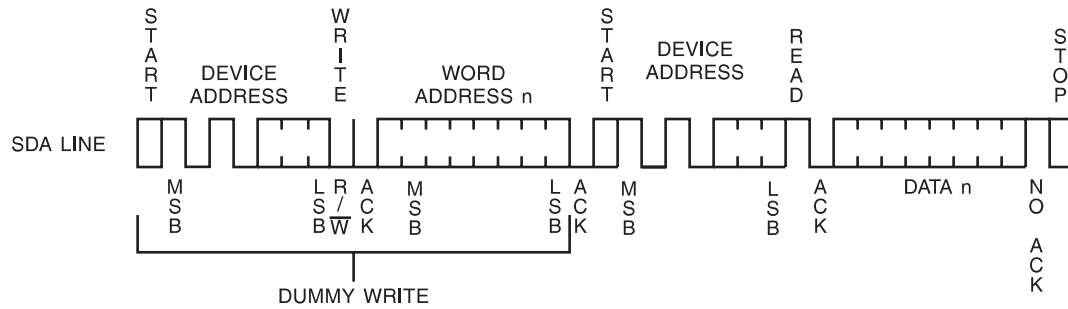 START
WRITE
START
READ
STOP
DEVICE
ADDRESS
WORD
ADDRESS n
DEVICE
ADDRESS
SDA LINE
MSB
LSB
R/W
ACK
MSB
LSB
ACK
MSB
LSB
ACK
DATA n
NO ACK
DUMMY WRITE